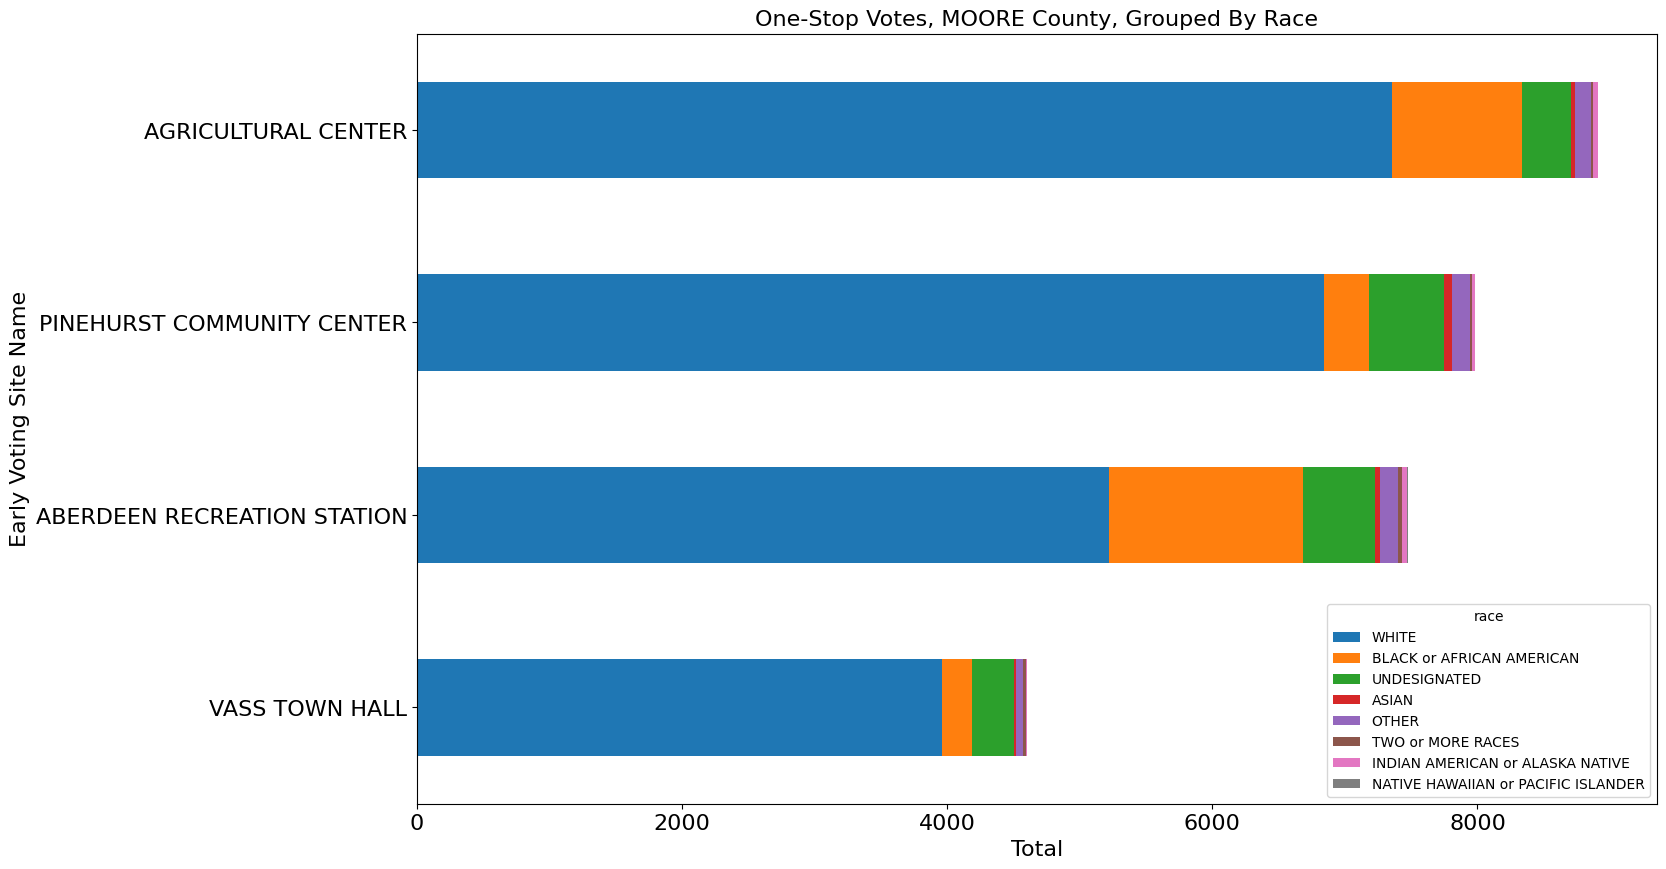 One-Stop Votes, MOORE County, Grouped By Race
Early Voting Site Name
AGRICULTURAL CENTER
PINEHURST COMMUNITY CENTER
ABERDEEN RECREATION STATION
VASS TOWN HALL
race
WHITE
BLACK or AFRICAN AMERICAN
UNDESIGNATED
ASIAN
OTHER
TWO or MORE RACES
INDIAN AMERICAN or ALASKA NATIVE
NATIVE HAWAIIAN or PACIFIC ISLANDER
0 2000 4000 6000 8000
Total